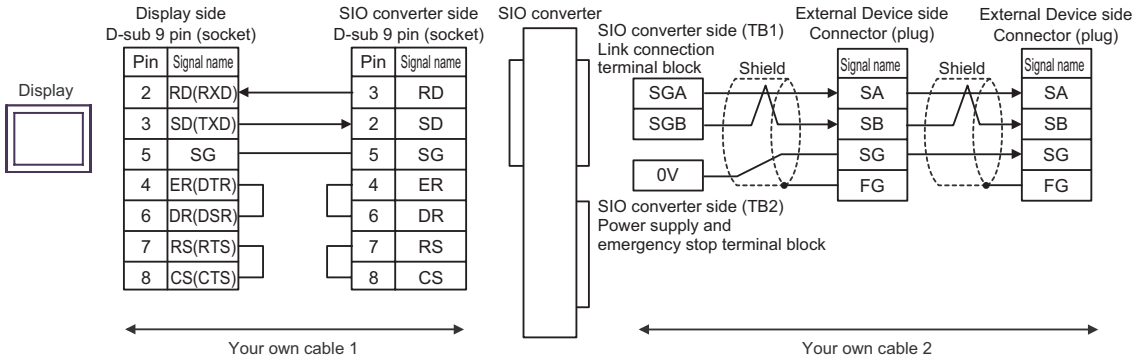 Display
Display side
D-sub 9 pin (socket)
Pin Signal name
2 RD(RXD)
3 SD(TXD)
5 SG
4 ER(DTR)
6 DR(DSR)
7 RS(RTS)
8 CS(CTS)
SIO converter side
D-sub 9 pin (socket)
Pin Signal name
3 RD
2 SD
5 SG
4 ER
6 DR
7 RS
8 CS
Your own cable 1
SIO converter
SIO converter side (TB1)
Link connection
terminal block
SGA
SGB
0V
SIO converter side (TB2)
Power supply and
emergency stop terminal block
Shield
External Device side
Connector (plug)
Signal name
SA
SB
SG
FG
Shield
External Device side
Connector (plug)
Signal name
SA
SB
SG
FG
Your own cable 2